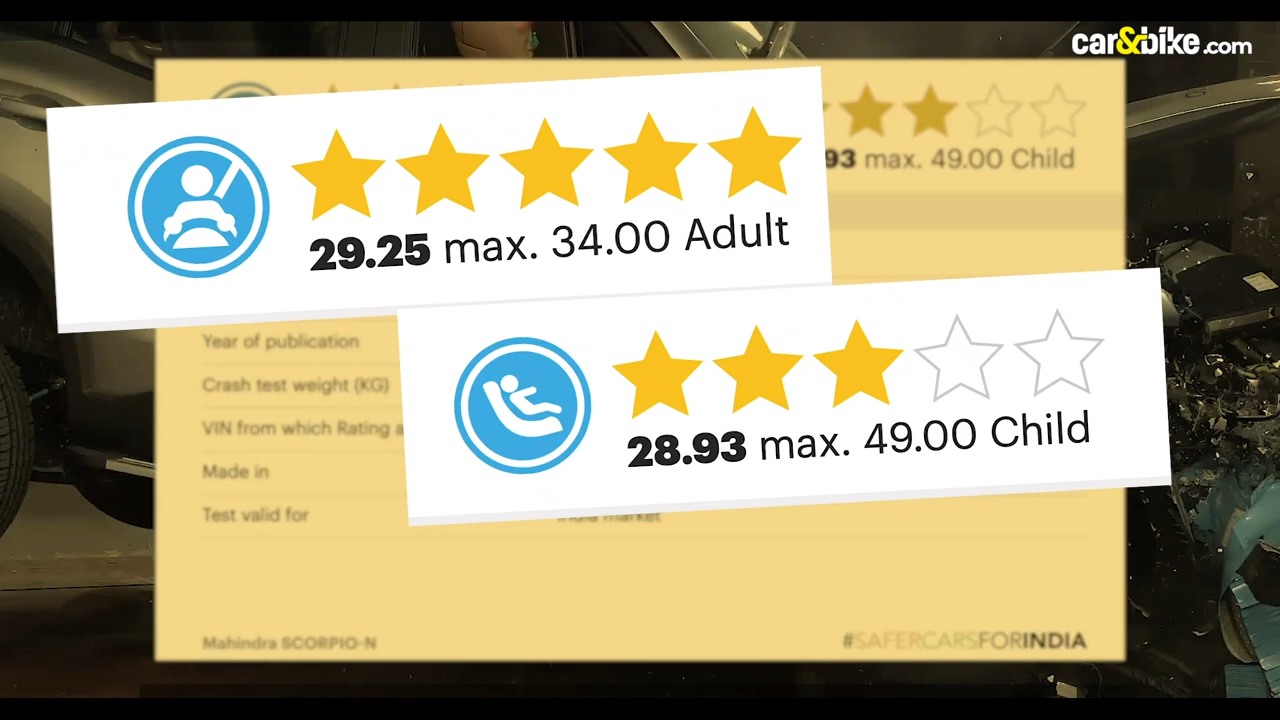 car&bike.com
93 max. 49.00 Child
29.25 max. 34.00 Adult
28.93 max. 49.00 Child
Year of publication
Crash test weight (KG)
VIN from which Rating a
Made in
Test valid for
India market
Mahindra SCORPIO-N
#SAFERCARSFORINDIA